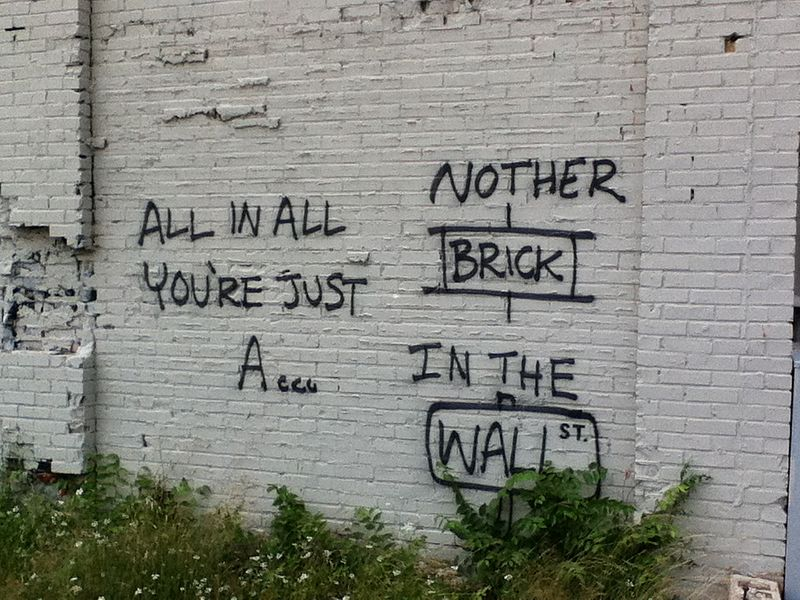 ALL IN ALL
YOU'RE JUST
A....
NOTHER
BRICK
IN THE
WALL ST.